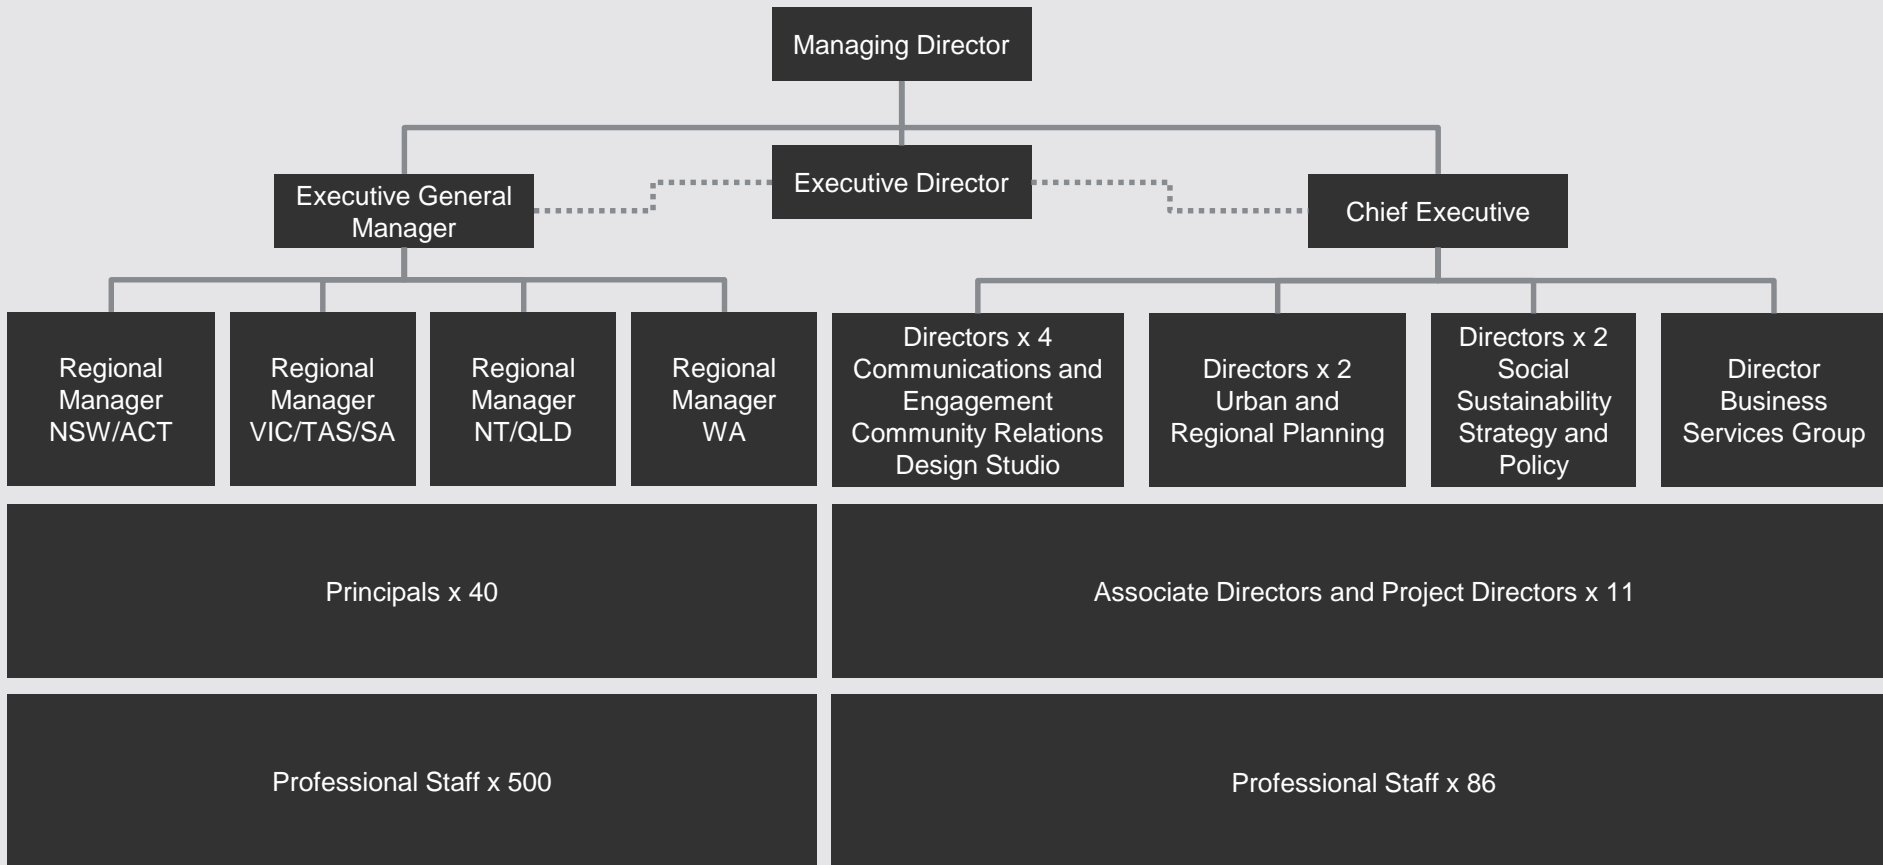 Managing Director
Executive Director
Executive General
Manager
Chief Executive
Regional
Manager
NSW/ACT
Regional
Manager
VIC/TAS/SA
Regional
Manager
NT/QLD
Regional
Manager
WA
Directors x 4
Communications and
Engagement
Community Relations
Design Studio
Directors x 2
Urban and
Regional Planning
Directors x 2
Social
Sustainability
Strategy and
Policy
Director
Business
Services Group
Principals x 40
Associate Directors and Project Directors x 11
Professional Staff x 500
Professional Staff x 86